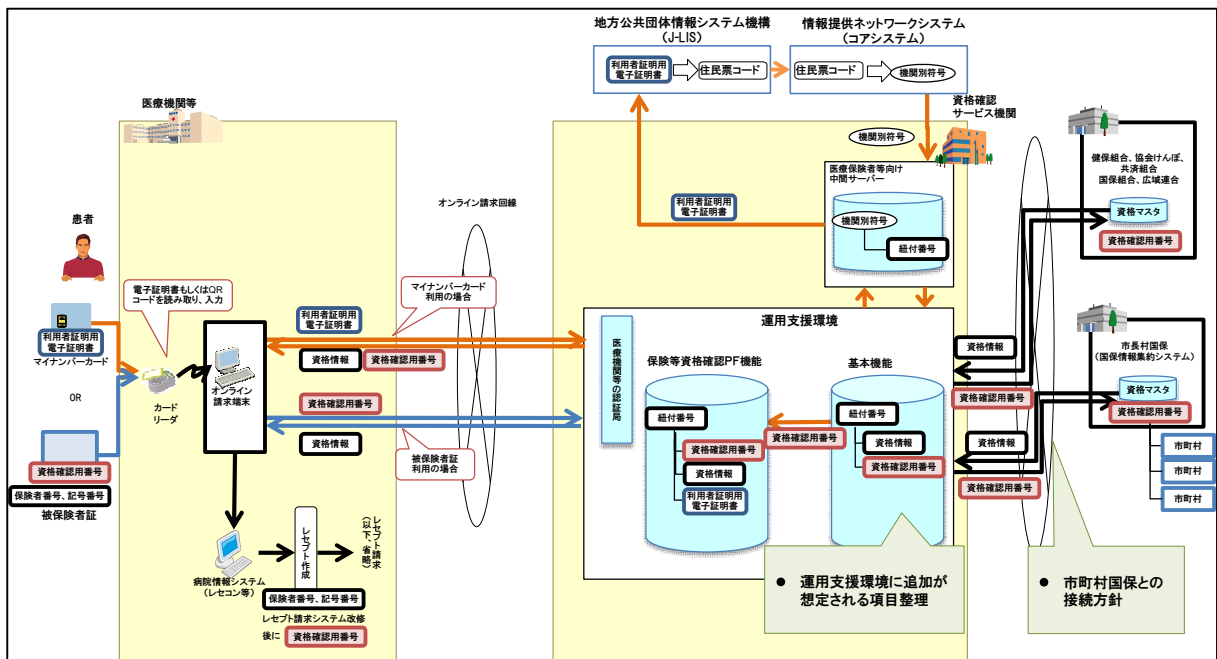 地方公共団体情報システム機構
（J-LIS）
利用者証明用
電子証明書
住民票コード
情報提供ネットワークシステム
（コアシステム）
住民票コード
機関別符号
医療機関等
資格確認
サービス機関
機関別符号
医療保険者等向け
中間サーバー
機関別符号
紐付番号
利用者証明用
電子証明書
健保組合、協会けんぽ、
共済組合
国保組合、広域連合
資格マスタ
資格確認用番号
オンライン請求回線
患者
電子証明書もしくはQR
コードを読み取り、入力
マイナンバーカード
利用の場合
利用者証明用
電子証明書
マイナンバーカード
OR
資格確認用番号
保険者番号、記号番号
被保険者証
カード
リーダ
オンライン
請求端末
利用者証明用
電子証明書
資格情報
資格確認用番号
資格確認用番号
資格情報
被保険者証
利用の場合
運用支援環境
医療機関等の認証局
保険等資格確認PF機能
紐付番号
資格確認用番号
資格情報
利用者証明用
電子証明書
資格確認用番号
基本機能
紐付番号
資格情報
資格確認用番号
資格情報
資格確認用番号
資格情報
資格確認用番号
市長村国保
（国保情報集約システム）
資格マスタ
資格確認用番号
市町村
市町村
市町村
病院情報システム
（レセコン等）
レセプト作成
レセプト請求
（以下、省略）
保険者番号、記号番号
レセプト請求システム改修
後に
資格確認用番号
● 運用支援環境に追加が
想定される項目整理
● 市町村国保との
接続方針